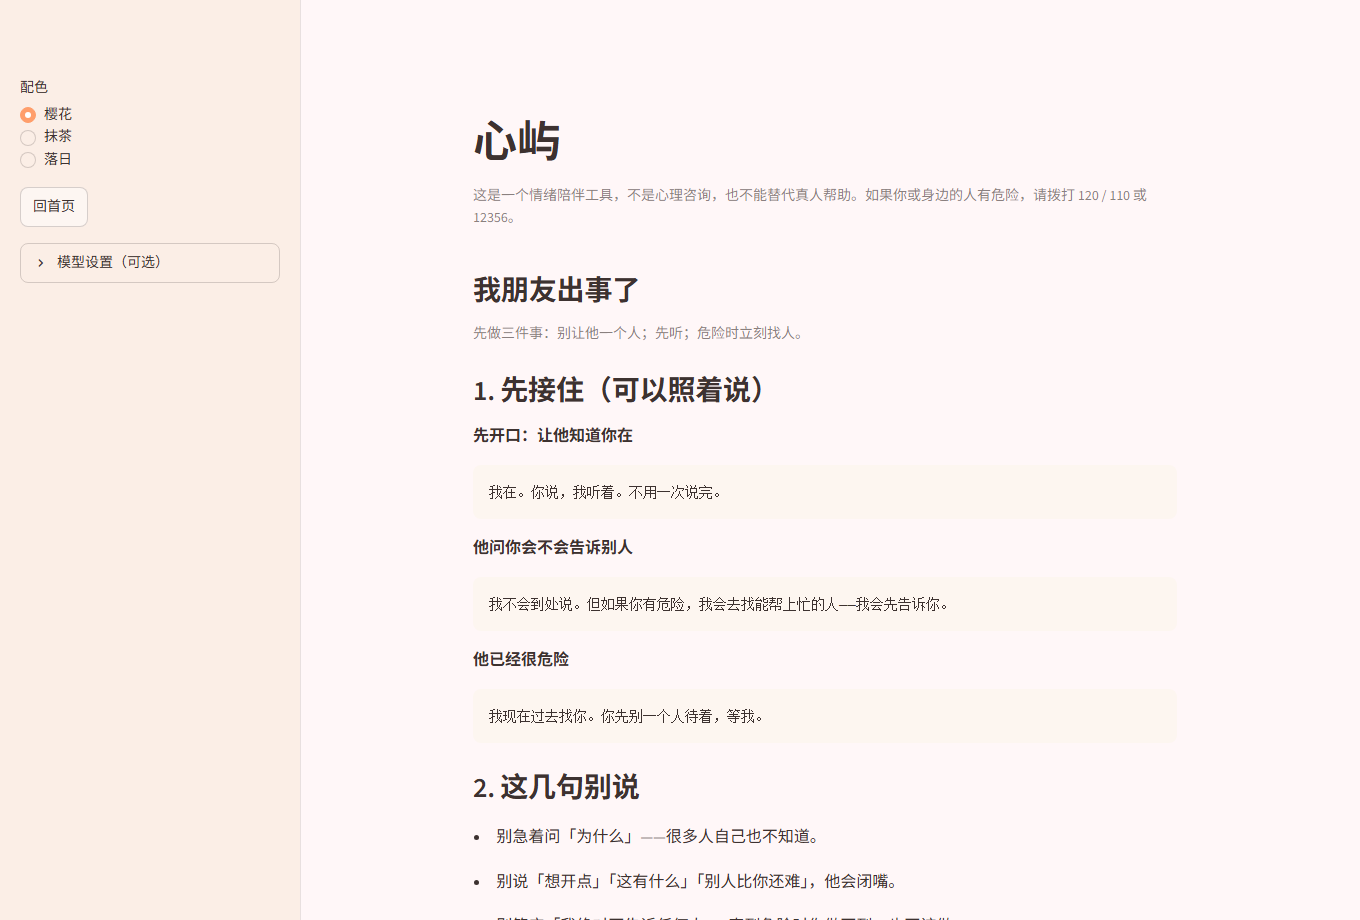 配色
樱花
抹茶
落日
回首页
模型设置（可选）
心屿
这是一个情绪陪伴工具，不是心理咨询，也不能替代真人帮助。如果你或身边的人有危险，请拨打 120 / 110 或
12356。
我朋友出事了
先做三件事：别让他一个人；先听；危险时立刻找人。
1. 先接住（可以照着说）
先开口：让他知道你在
我在。你说，我听着。不用一次说完。
他问你会不会告诉别人
我不会到处说。但如果你有危险，我会去找能帮上忙的人——我会先告诉你。
他已经很危险
我现在过去找你。你先别一个人待着，等我。
2. 这几句别说
别急着问「为什么」——很多人自己也不知道。
别说「想开点」「这有什么」「别人比你还难」，他会闭嘴。